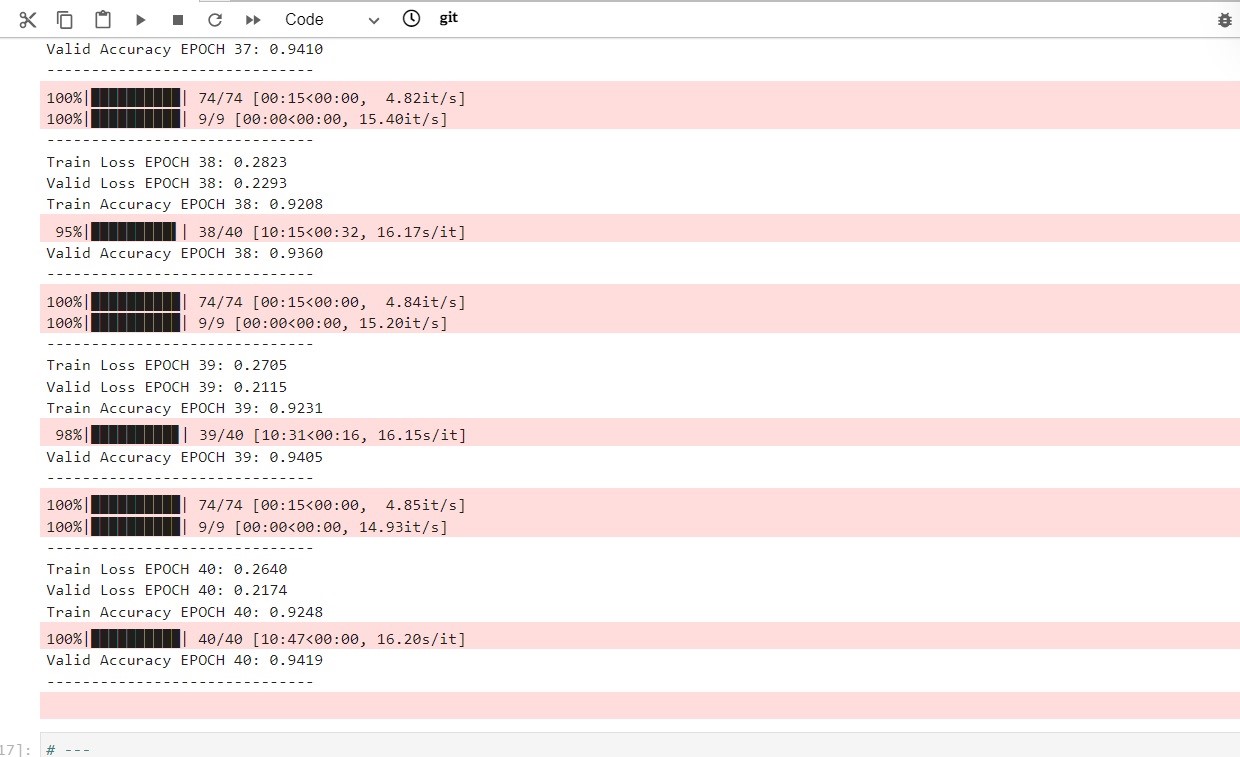 Code git
Valid Accuracy EPOCH 37: 0.9410
------------------------------
100%|██████████| 74/74 [00:15<00:00,  4.82it/s]
100%|██████████| 9/9 [00:00<00:00, 15.40it/s]
------------------------------
Train Loss EPOCH 38: 0.2823
Valid Loss EPOCH 38: 0.2293
Train Accuracy EPOCH 38: 0.9208
 95%|█████████▌| 38/40 [10:15<00:32, 16.17s/it]
Valid Accuracy EPOCH 38: 0.9360
------------------------------
100%|██████████| 74/74 [00:15<00:00,  4.84it/s]
100%|██████████| 9/9 [00:00<00:00, 15.20it/s]
------------------------------
Train Loss EPOCH 39: 0.2705
Valid Loss EPOCH 39: 0.2115
Train Accuracy EPOCH 39: 0.9231
 98%|█████████▊| 39/40 [10:31<00:16, 16.15s/it]
Valid Accuracy EPOCH 39: 0.9405
------------------------------
100%|██████████| 74/74 [00:15<00:00,  4.85it/s]
100%|██████████| 9/9 [00:00<00:00, 14.93it/s]
------------------------------
Train Loss EPOCH 40: 0.2640
Valid Loss EPOCH 40: 0.2174
Train Accuracy EPOCH 40: 0.9248
100%|██████████| 40/40 [10:47<00:00, 16.20s/it]
Valid Accuracy EPOCH 40: 0.9419
------------------------------
17]: # ---